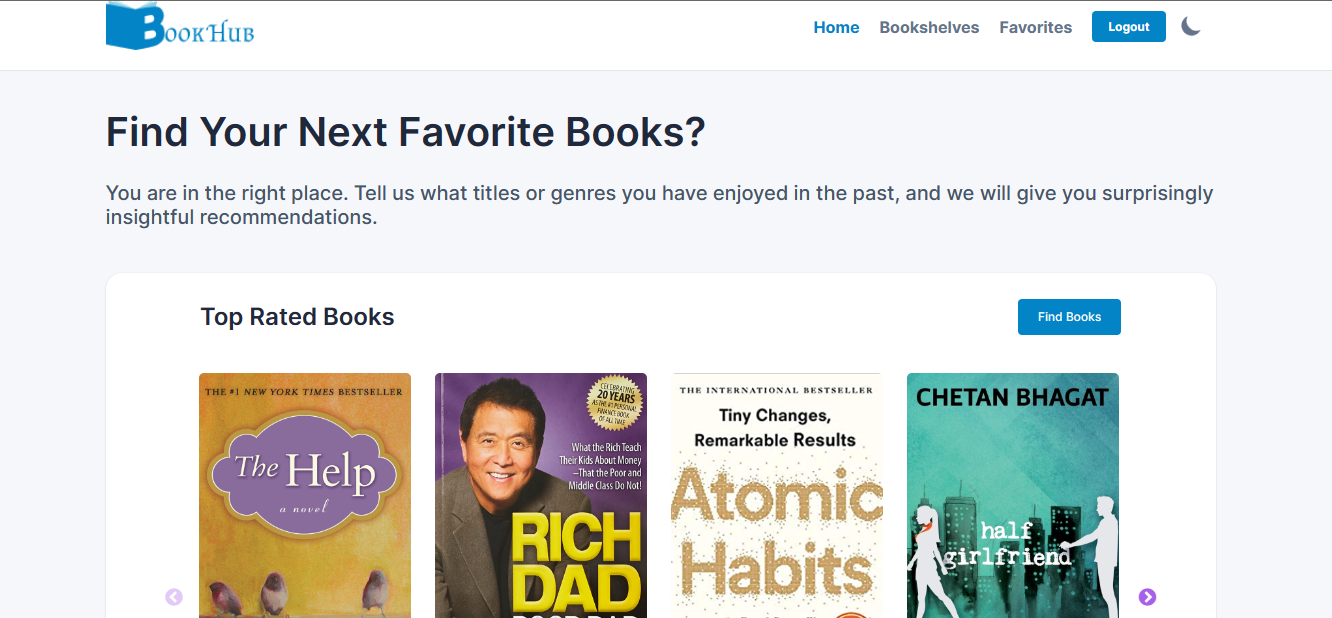 BookHub
Home Bookshelves Favorites Logout
Find Your Next Favorite Books?
You are in the right place. Tell us what titles or genres you have enjoyed in the past, and we will give you surprisingly
insightful recommendations.
Top Rated Books
Find Books
THE #1 NEW YORK TIMES BESTSELLER
The Help
a novel
CELEBRATING
20 YEARS
AS THE #1 PERSONAL
FINANCE BOOK
OF ALL TIME
What the Rich Teach
Their Kids About Money
–That the Poor and
Middle Class Do Not!
RICH
DAD
THE INTERNATIONAL BESTSELLER
Tiny Changes,
Remarkable Results
Atomic
Habits
CHETAN BHAGAT
half
girlfriend